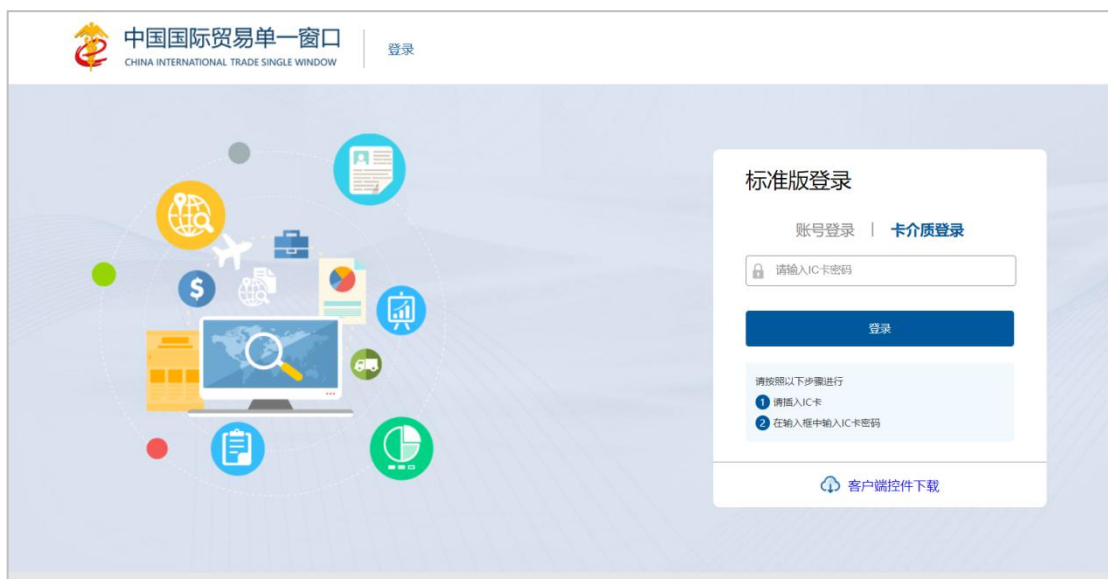 中国国际贸易单一窗口
CHINA INTERNATIONAL TRADE SINGLE WINDOW
登录
标准版登录
账号登录 | 卡介质登录
请输入IC卡密码
登录
请按照以下步骤进行
1 请插入IC卡
2 在输入框中输入IC卡密码
客户端控件下载